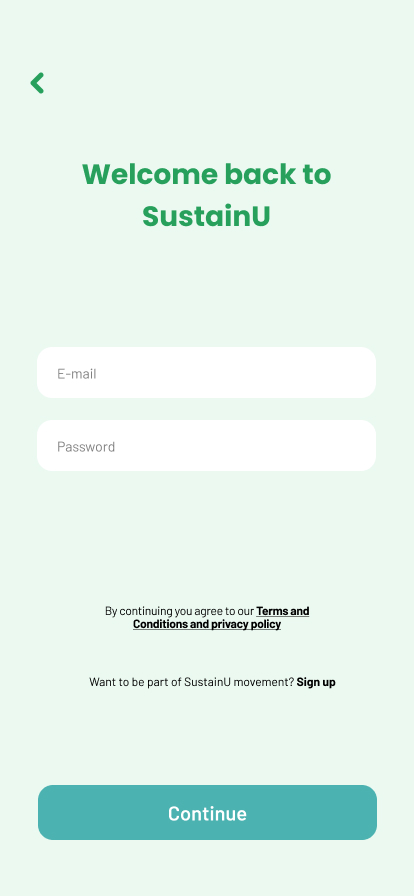 Welcome back to
SustainU
E-mail
Password
By continuing you agree to our Terms and
Conditions and privacy policy
Want to be part of SustainU movement? Sign up
Continue